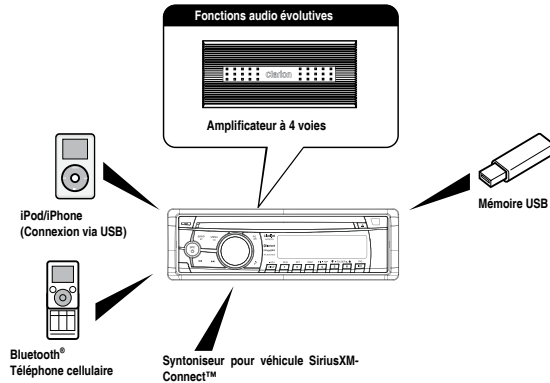 Fonctions audio évolutives
clarion
Amplificateur à 4 voies
iPod/iPhone
(Connexion via USB)
Mémoire USB
Bluetooth®
Téléphone cellulaire
Syntoniseur pour véhicule SiriusXM-
Connect™